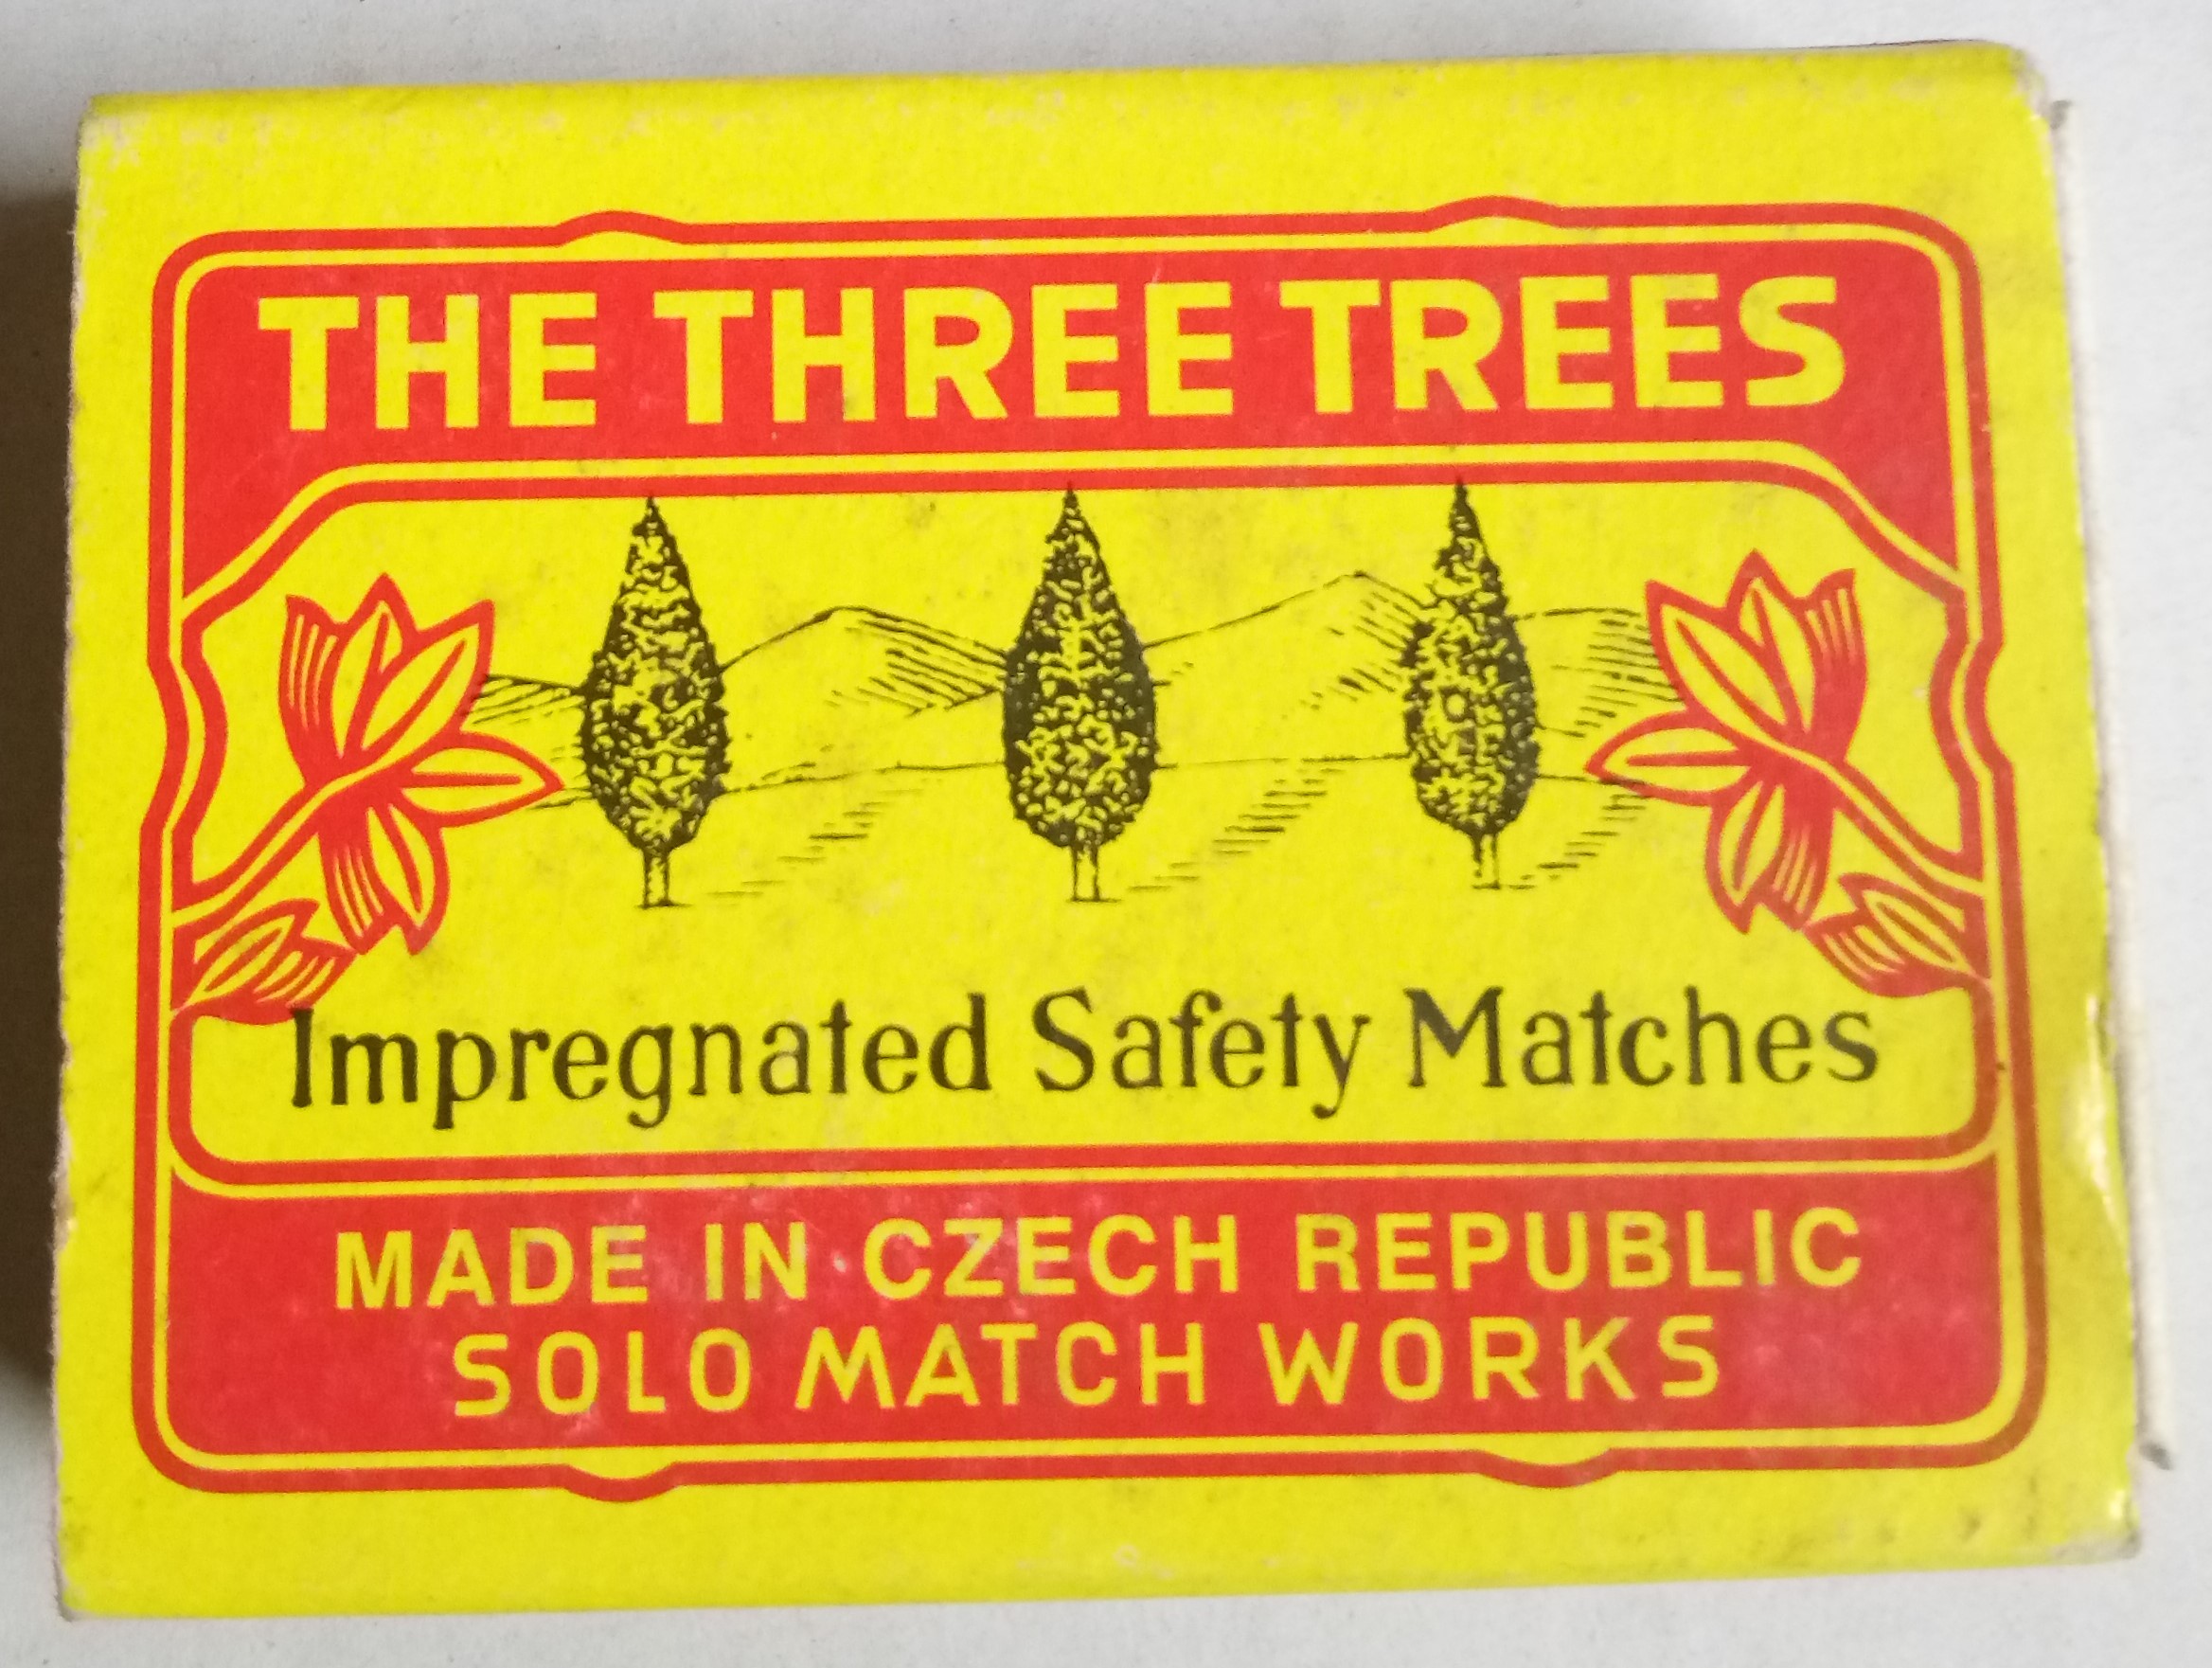 THE THREE TREES
Impregnated Safety Matches
MADE IN CZECH REPUBLIC
SOLO MATCH WORKS